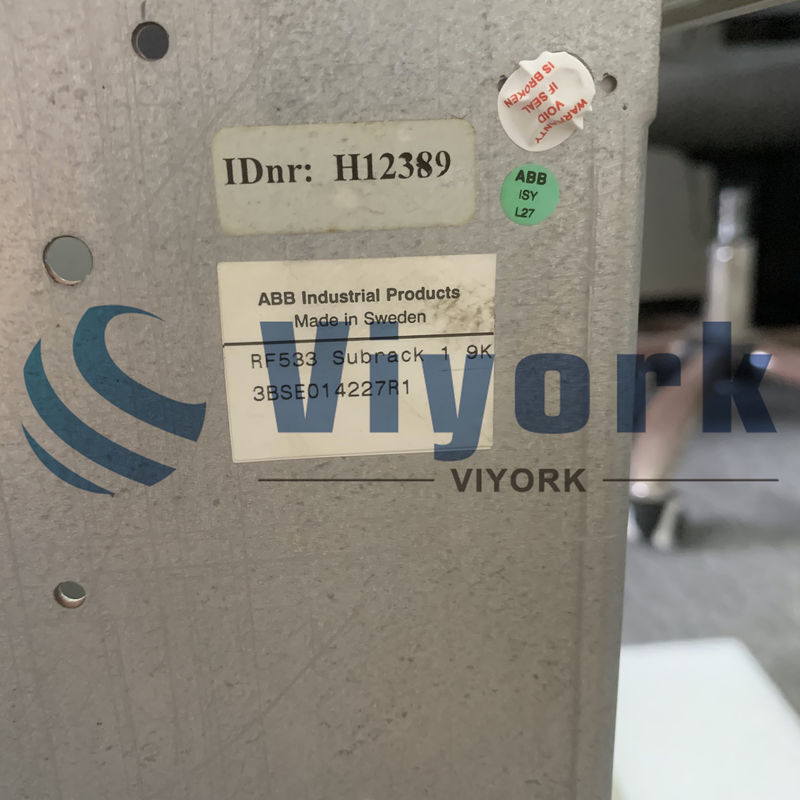 WARRANTY
VOID
IF SEAL
IS BROKEN
IDnr: H12389
ABB
ISY
L27
ABB Industrial Products
Made in Sweden
RF533 Subrack 1 9K
3BSE014227R1
Viyork
VIYORK